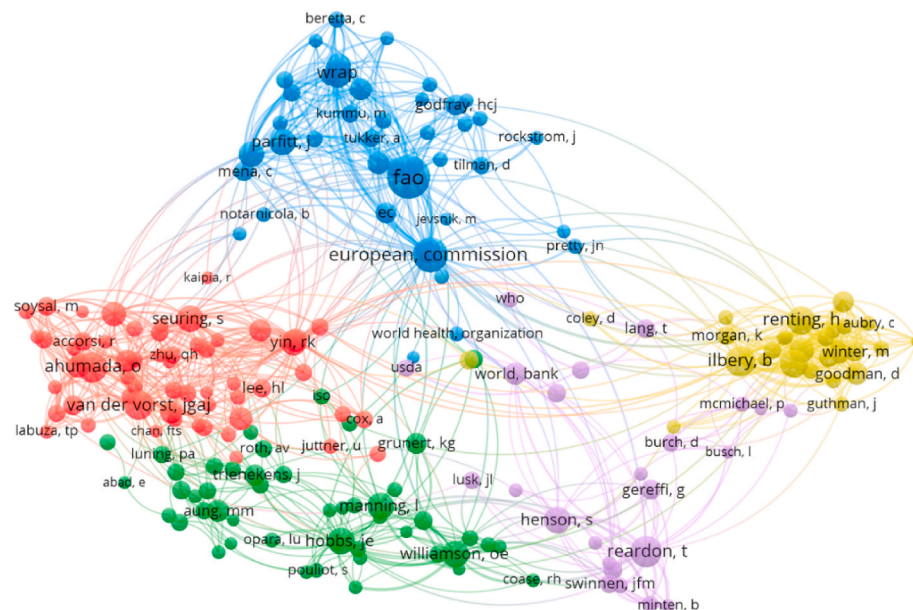 beretta, c
wrap
godfray, hcj
kummu, m
tukker, a
rockstrom, j
parfitt, j
tilman, d
mena, c
fao
notarnicola, b
ec
jevsnik, m
pretty, jn
european, commission
kaipia, r
who
soysal, m
seuring, s
coley, d
lang, t
renting, h
aubry, c
morgan, k
world health, organization
accorsi, r
yin, rk
zhu, qh
winter, m
ahumada, o
usda
world, bank
ilbery, b
goodman, d
lee, hl
iso
van der vorst, jgaj
mcmichael, p
guthman, j
cox, a
labuza, tp
chan, fts
juttner, u
grunert, kg
burch, d
roth, av
busch, l
luning, pa
trienekens, j
abad, e
lusk, jl
gereffi, g
aung, mm
manning, l
henson, s
opara, lu
hobbs, je
williamson, oe
reardon, t
pouliot, s
coase, rh
swinnen, jfm
minten, b